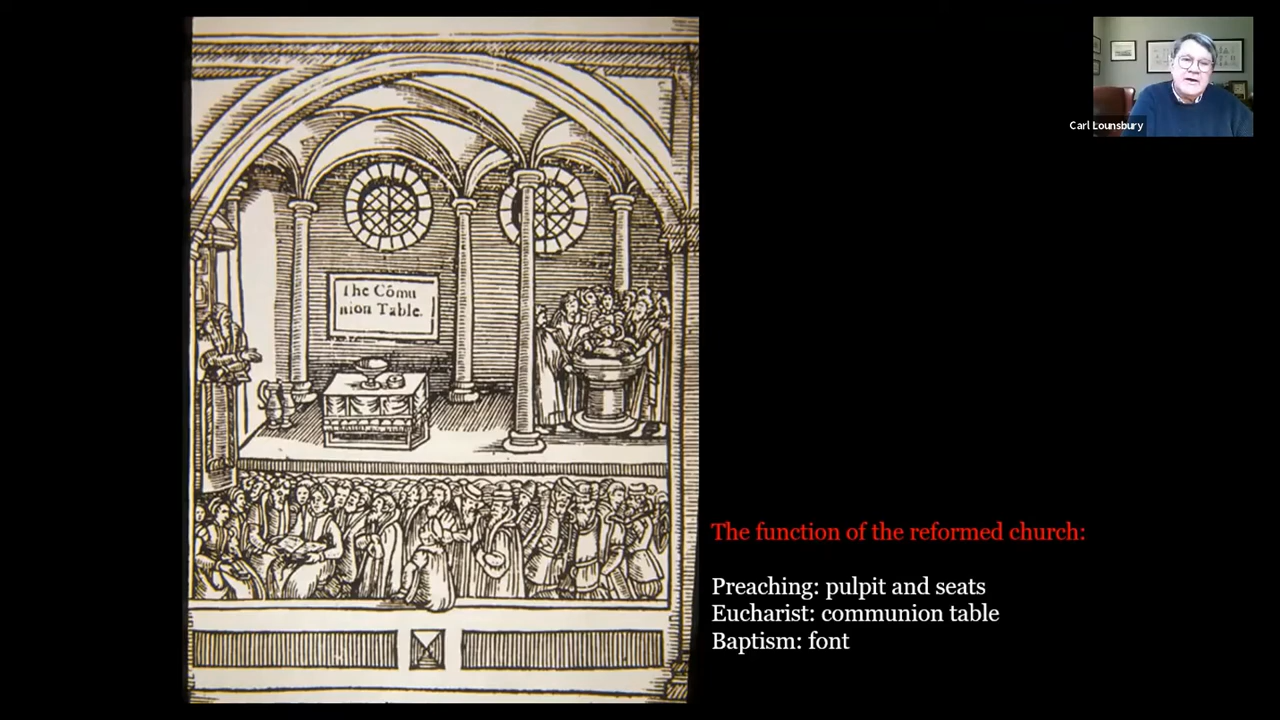 The Cõmu
nion Table.
Carl Lounsbury
The function of the reformed church:
Preaching: pulpit and seats
Eucharist: communion table
Baptism: font